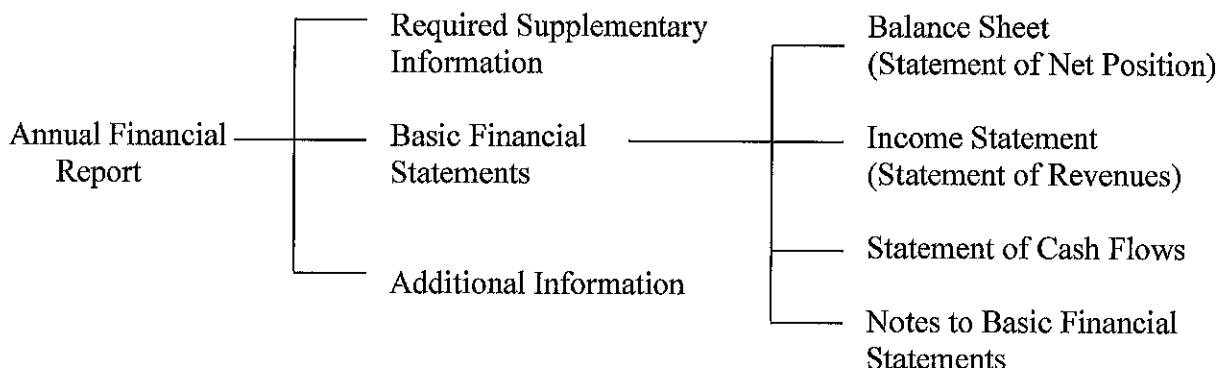 Required Supplementary
Information
Balance Sheet
(Statement of Net Position)
Annual Financial
Report
Basic Financial
Statements
Income Statement
(Statement of Revenues)
Statement of Cash Flows
Additional Information
Notes to Basic Financial
Statements